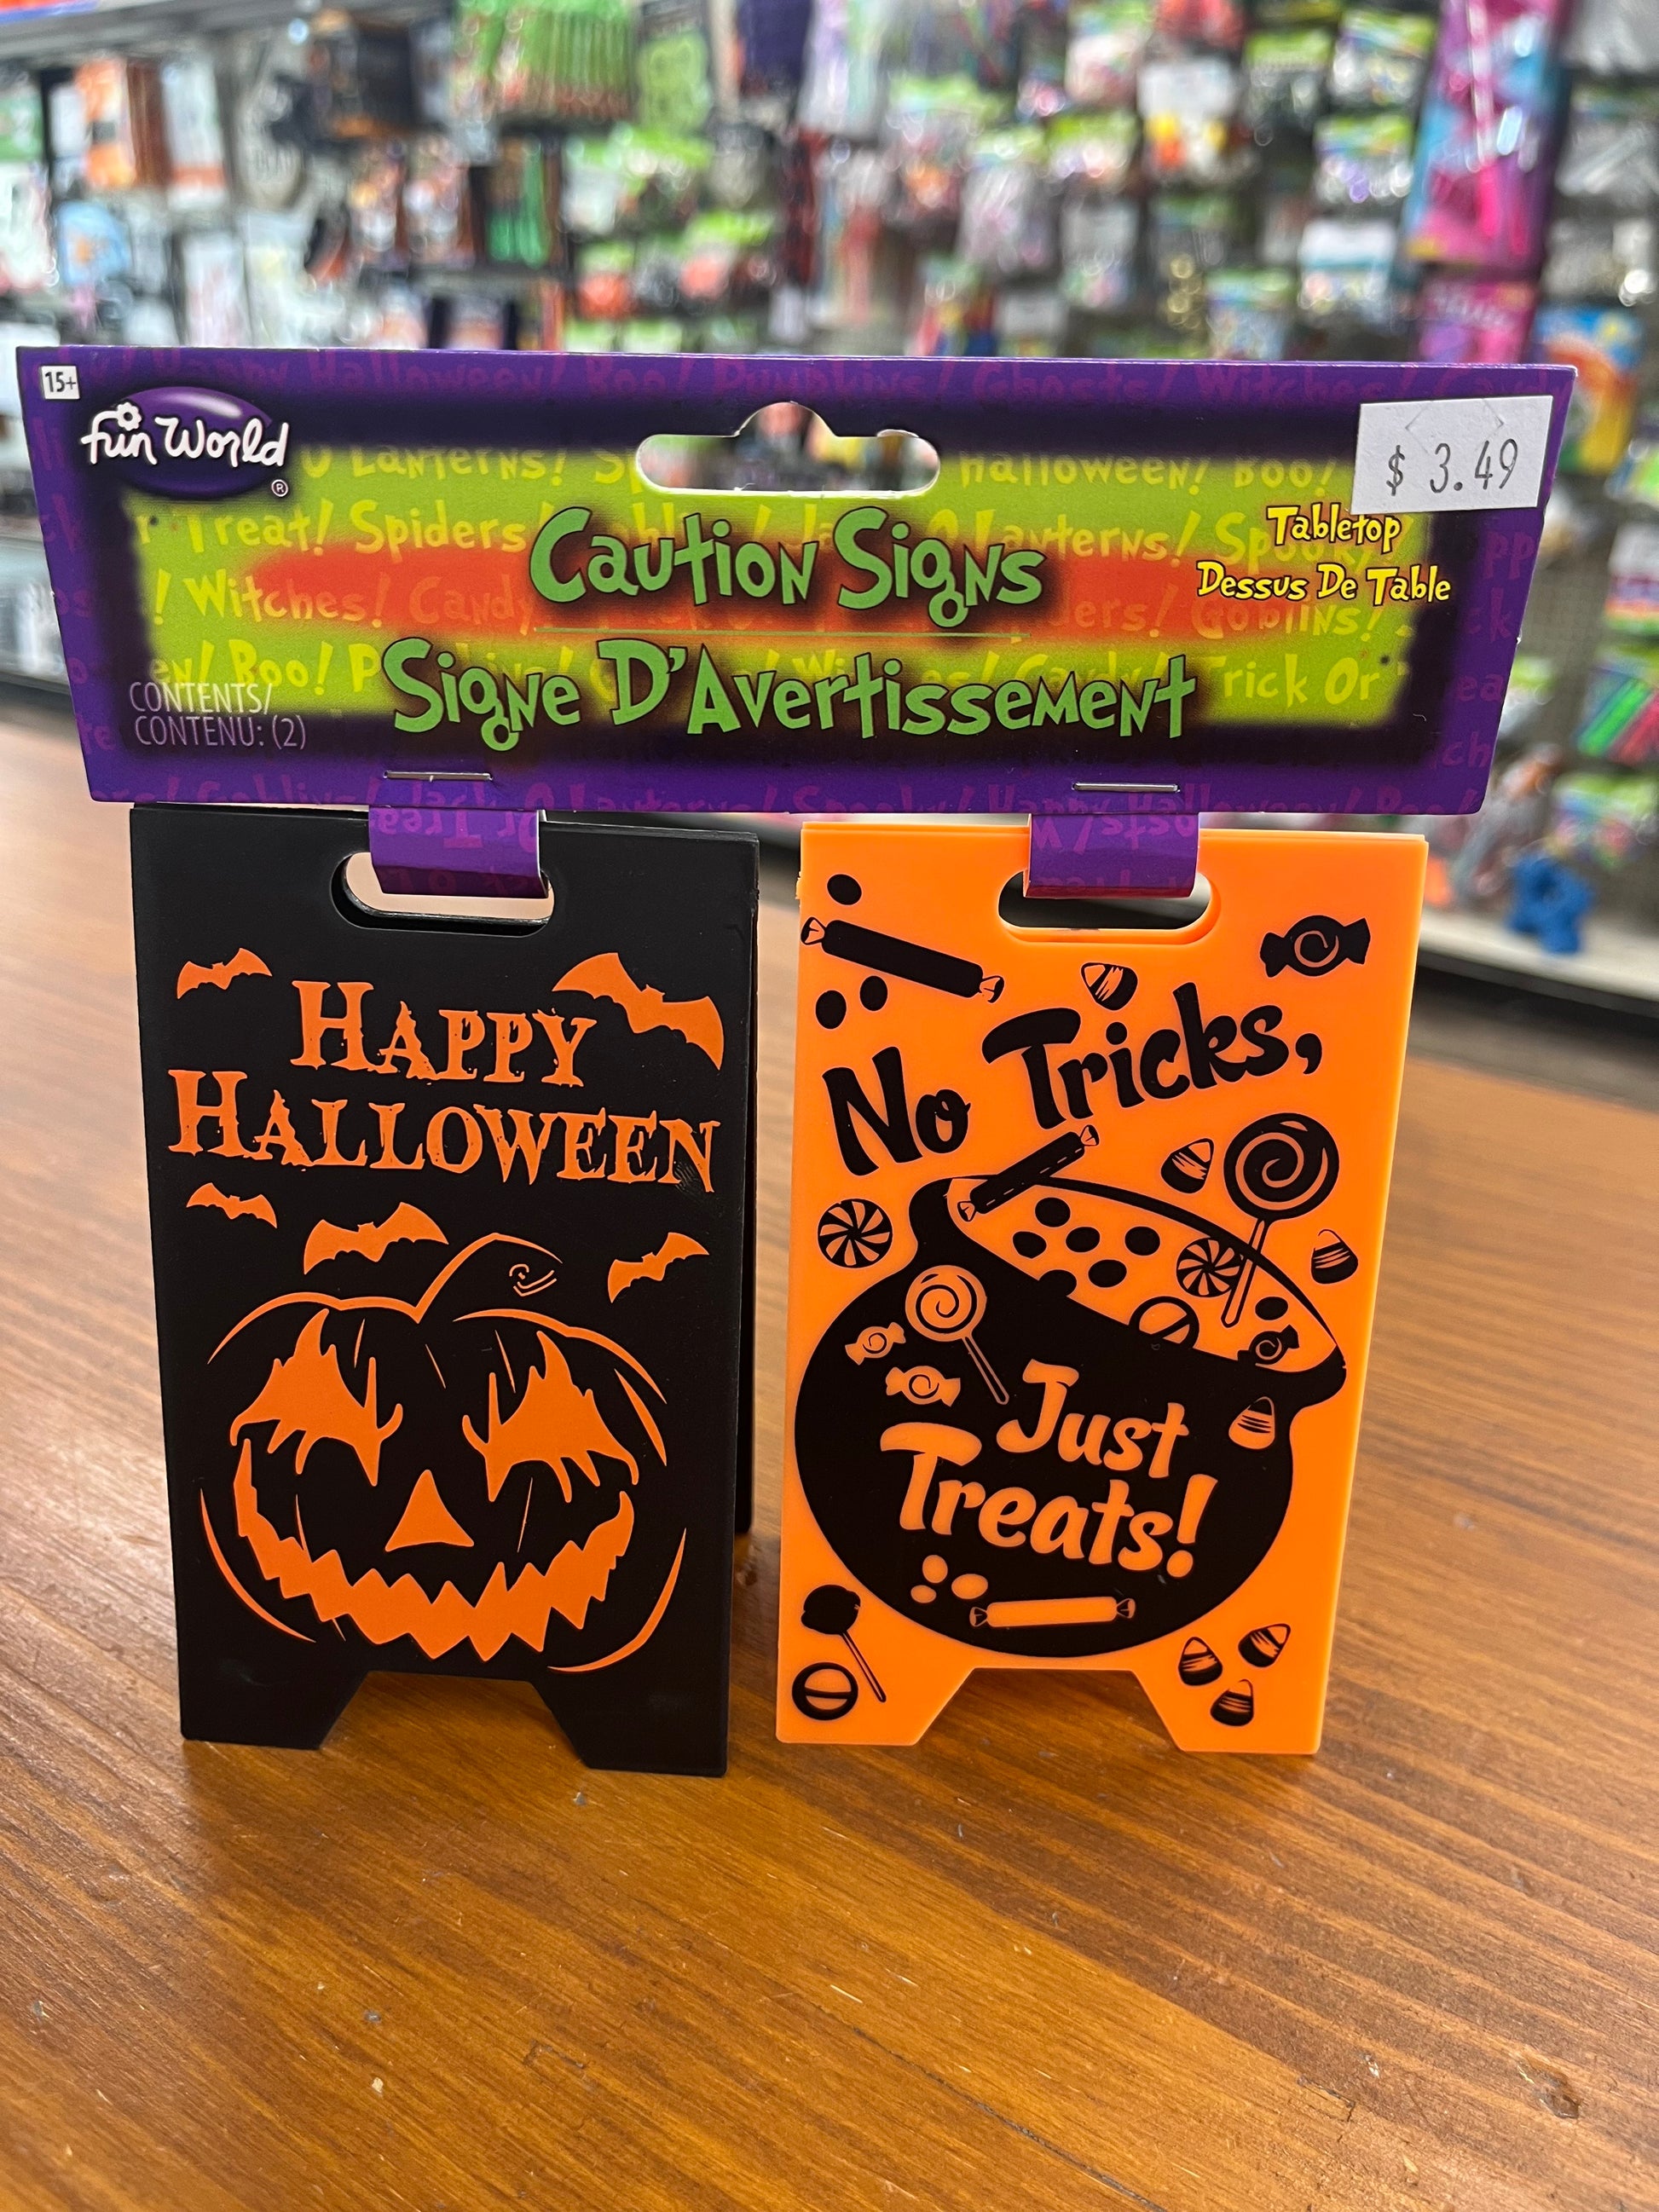 15+
fun World
®
$ 3.49
Caution Signs
Tabletop
Dessus De Table
Signe D'Avertissement
CONTENTS/
CONTENU: (2)
Happy
Halloween
No Tricks,
Just
Treats!